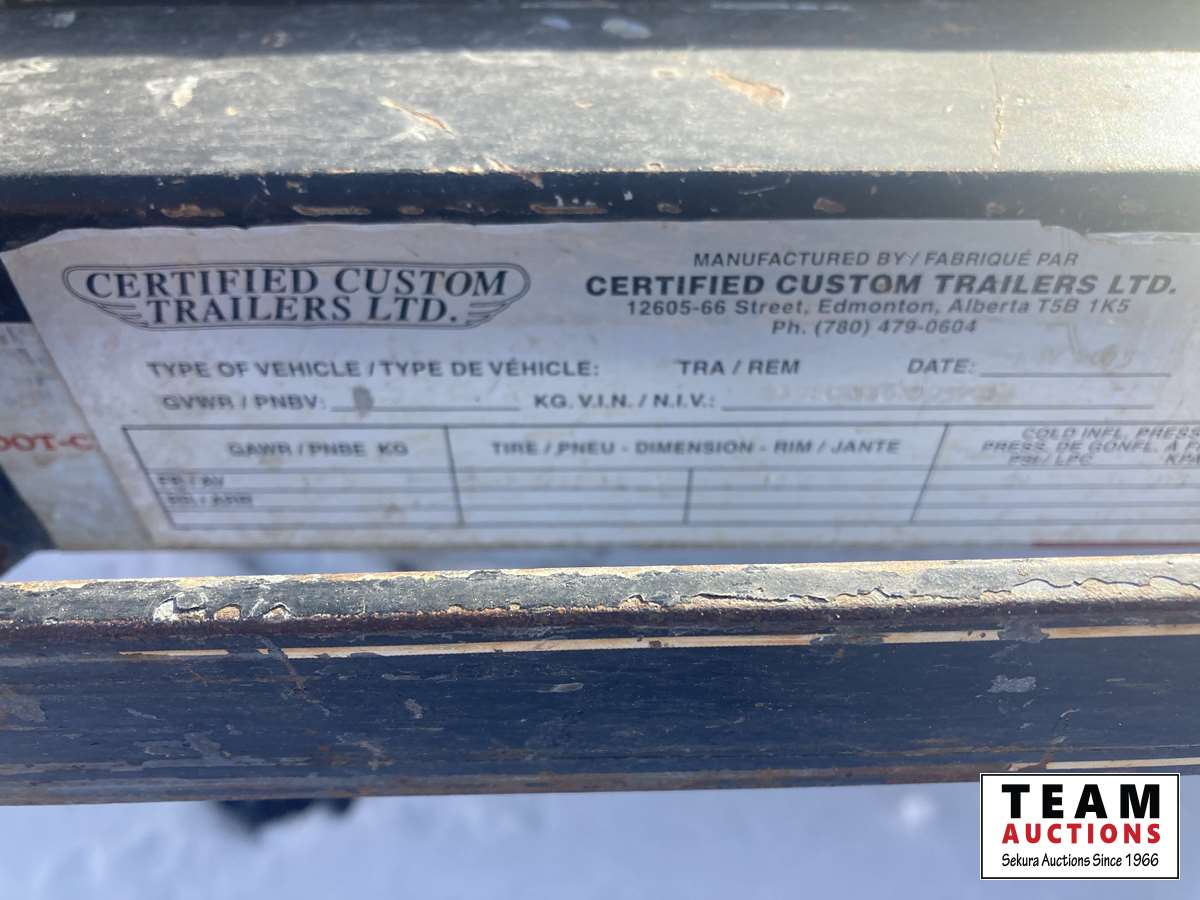 CERTIFIED CUSTOM
TRAILERS LTD.
MANUFACTURED BY / FABRIQUÉ PAR
CERTIFIED CUSTOM TRAILERS LTD.
12605-66 Street, Edmonton, Alberta T5B 1K5
Ph. (780) 479-0604
TYPE OF VEHICLE / TYPE DE VÉHICLE: TRA / REM DATE:
GVWR / PNBV: KG. V.I.N. / N.I.V.:
DOT-C
GAWR / PNBE KG TIRE / PNEU - DIMENSION - RIM / JANTE
COLD INFL. PRESS
PRESS. DE GONFL. À
PSI / LPC KPA
FR / AV
RR / ARR
TEAM
AUCTIONS
Sekura Auctions Since 1966